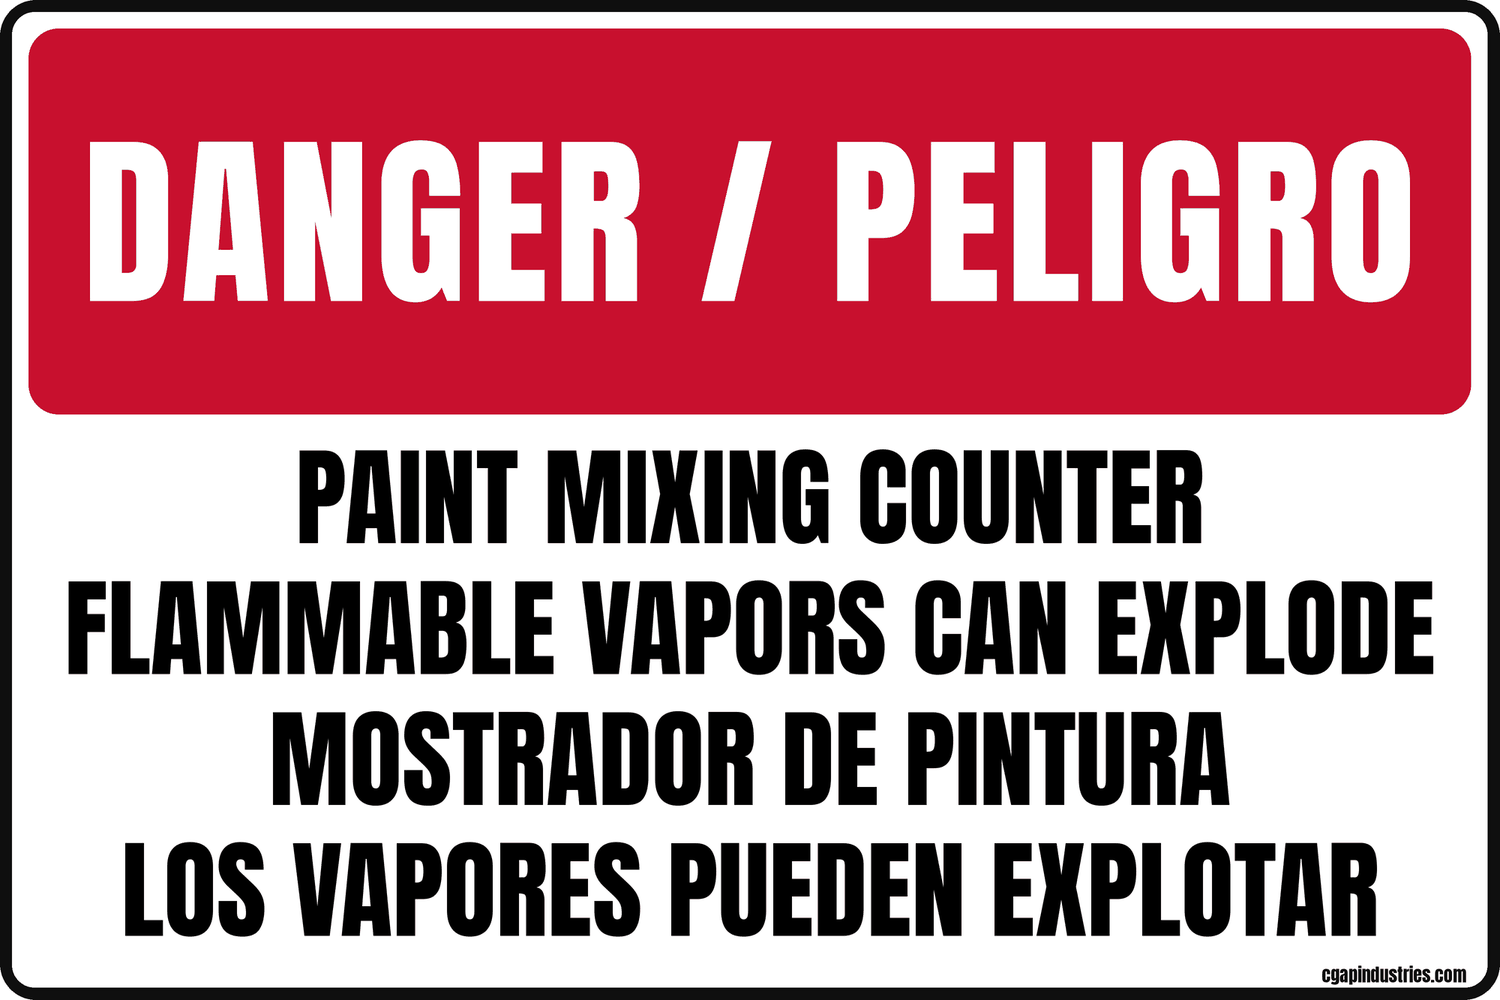 DANGER / PELIGRO
PAINT MIXING COUNTER
FLAMMABLE VAPORS CAN EXPLODE
MOSTRADOR DE PINTURA
LOS VAPORES PUEDEN EXPLOTAR
cgapindustries.com